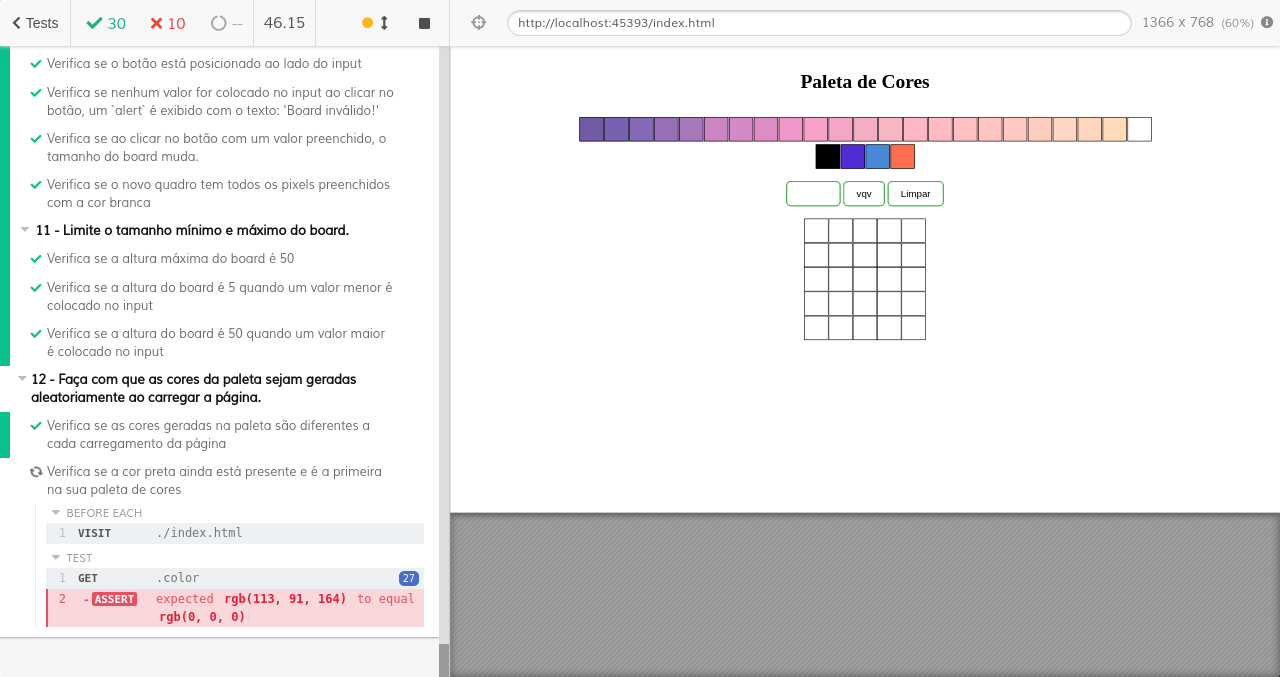 Tests 30 10 -- 46.15 http://localhost:45393/index.html 1366 x 768 (60%)
Verifica se o botão está posicionado ao lado do input
Verifica se nenhum valor for colocado no input ao clicar no
botão, um `alert` é exibido com o texto: 'Board inválido!'
Verifica se ao clicar no botão com um valor preenchido, o
tamanho do board muda.
Verifica se o novo quadro tem todos os pixels preenchidos
com a cor branca
11 - Limite o tamanho mínimo e máximo do board.
Verifica se a altura máxima do board é 50
Verifica se a altura do board é 5 quando um valor menor é
colocado no input
Verifica se a altura do board é 50 quando um valor maior
é colocado no input
12 - Faça com que as cores da paleta sejam geradas
aleatoriamente ao carregar a página.
Verifica se as cores geradas na paleta são diferentes a
cada carregamento da página
Verifica se a cor preta ainda está presente e é a primeira
na sua paleta de cores
BEFORE EACH
1 VISIT ./index.html
TEST
1 GET .color 27
2 -ASSERT expected rgb(113, 91, 164) to equal
rgb(0, 0, 0)
Paleta de Cores
vqv Limpar